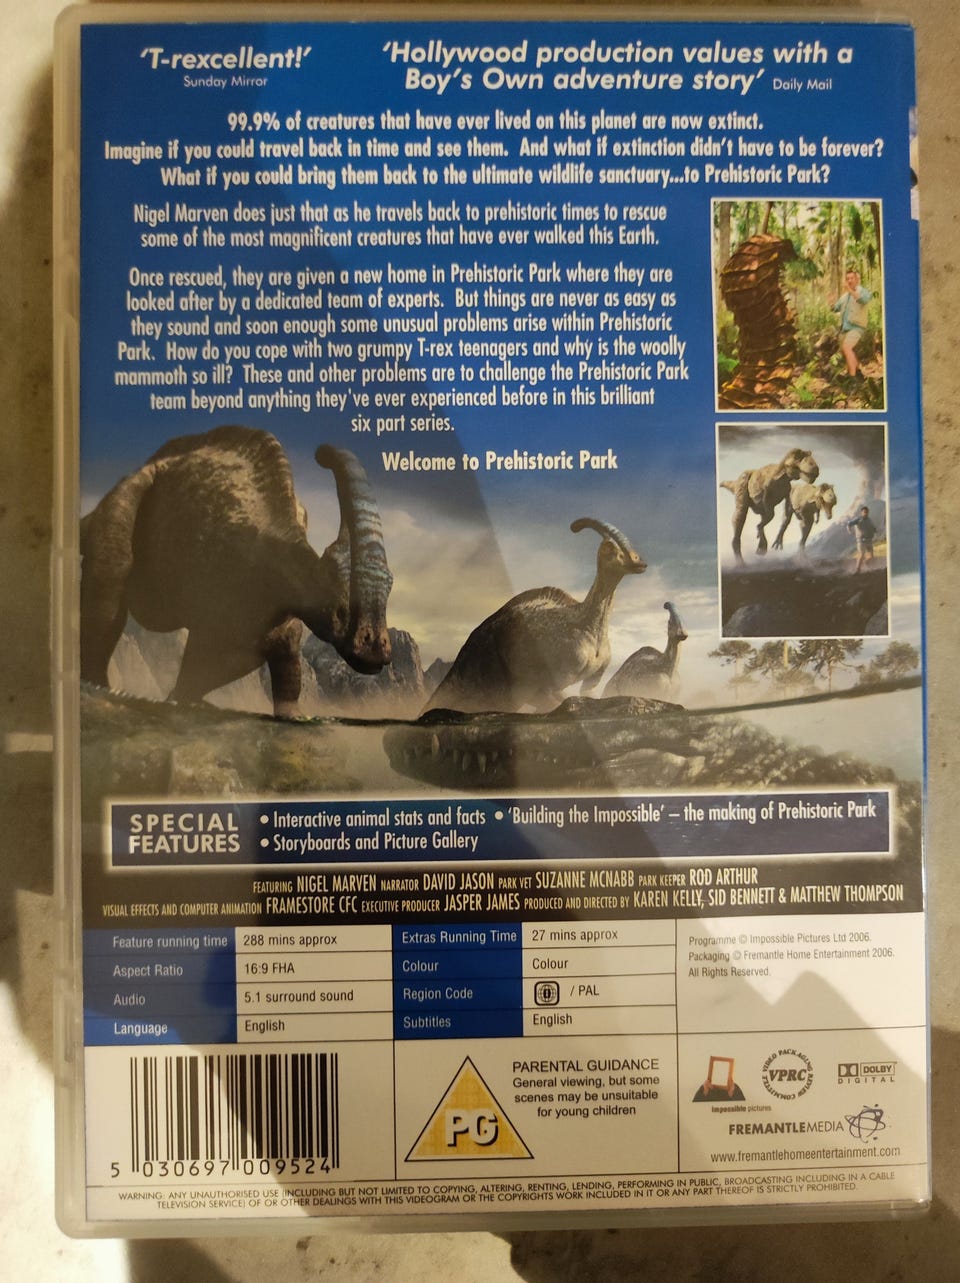 'T-rexcellent!'
Sunday Mirror
'Hollywood production values with a
Boy's Own adventure story' Daily Mail
99.9% of creatures that have ever lived on this planet are now extinct.
Imagine if you could travel back in time and see them. And what if extinction didn't have to be forever?
What if you could bring them back to the ultimate wildlife sanctuary...to Prehistoric Park?
Nigel Marven does just that as he travels back to prehistoric times to rescue
some of the most magnificent creatures that have ever walked this Earth.
Once rescued, they are given a new home in Prehistoric Park where they are
looked after by a dedicated team of experts. But things are never as easy as
they sound and soon enough some unusual problems arise within Prehistoric
Park. How do you cope with two grumpy T-rex teenagers and why is the woolly
mammoth so ill? These and other problems are to challenge the Prehistoric Park
team beyond anything they've ever experienced before in this brilliant
six part series.
Welcome to Prehistoric Park
SPECIAL
FEATURES
• Interactive animal stats and facts • 'Building the Impossible' – the making of Prehistoric Park
• Storyboards and Picture Gallery
FEATURING NIGEL MARVEN NARRATOR DAVID JASON PARK VET SUZANNE MCNABB PARK KEEPER ROD ARTHUR
VISUAL EFFECTS AND COMPUTER ANIMATION FRAMESTORE CFC EXECUTIVE PRODUCER JASPER JAMES PRODUCED AND DIRECTED BY KAREN KELLY, SID BENNETT & MATTHEW THOMPSON
Feature running time 288 mins approx
Aspect Ratio 16:9 FHA
Audio 5.1 surround sound
Language English
Extras Running Time 27 mins approx
Colour Colour
Region Code 0 / PAL
Subtitles English
Programme © Impossible Pictures Ltd 2006.
Packaging © Fremantle Home Entertainment 2006.
All Rights Reserved.
5 030697 009524
PG
PARENTAL GUIDANCE
General viewing, but some
scenes may be unsuitable
for young children
impossible pictures
VIDEO PACKAGING REVIEW COMMITTEE
VPRC
DOLBY
DIGITAL
FREMANTLEMEDIA
www.fremantlehomeentertainment.com
WARNING: ANY UNAUTHORISED USE (INCLUDING BUT NOT LIMITED TO COPYING, ALTERING, RENTING, LENDING, PERFORMING IN PUBLIC, BROADCASTING INCLUDING IN A CABLE
TELEVISION SERVICE) OF OR OTHER DEALINGS WITH THIS VIDEOGRAM OR THE COPYRIGHTS WORK INCLUDED IN IT OR ANY PART THEREOF IS STRICTLY PROHIBITED.